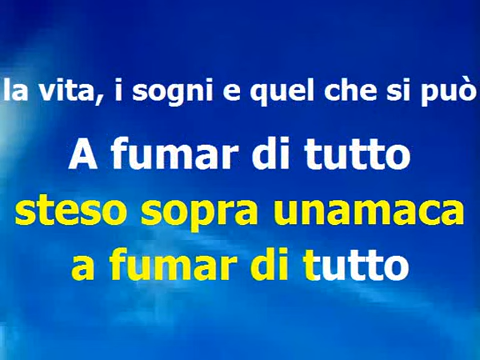 la vita, i sogni e quel che si può
A fumar di tutto
steso sopra unamaca
a fumar di tutto